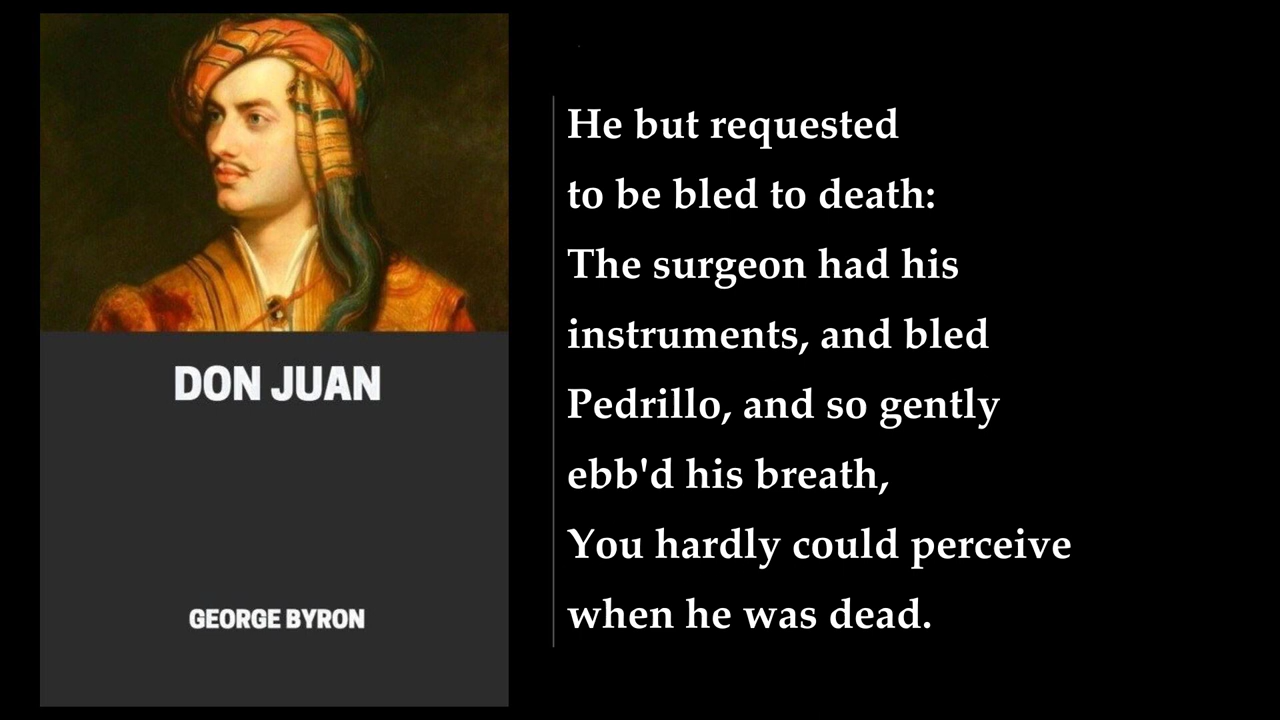 DON JUAN
GEORGE BYRON
He but requested
to be bled to death:
The surgeon had his
instruments, and bled
Pedrillo, and so gently
ebb'd his breath,
You hardly could perceive
when he was dead.